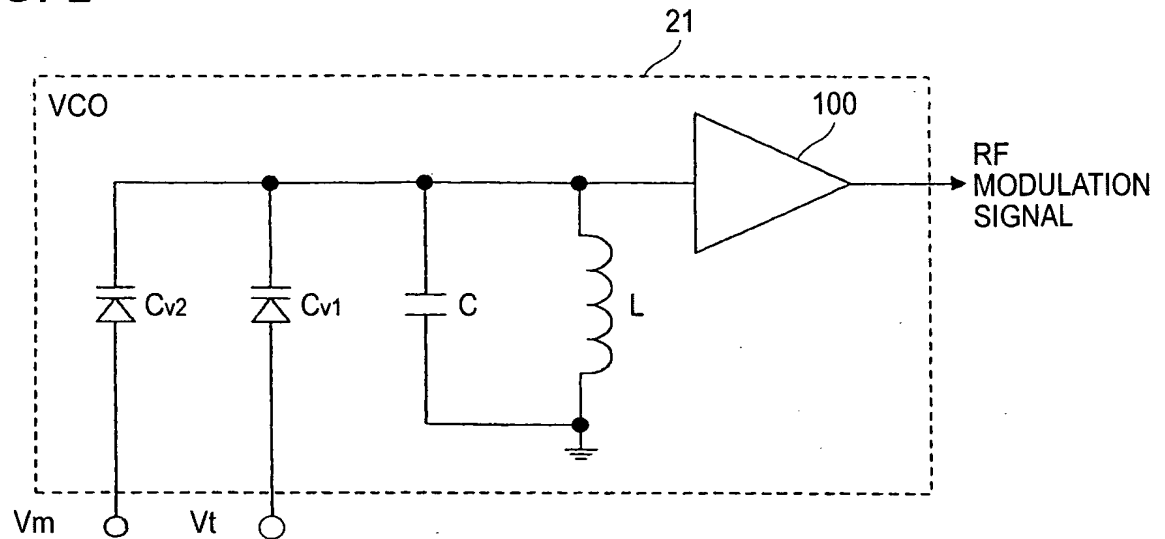 21
VCO
100
RF
MODULATION
SIGNAL
Cv2
Cv1
C
L
Vm
Vt